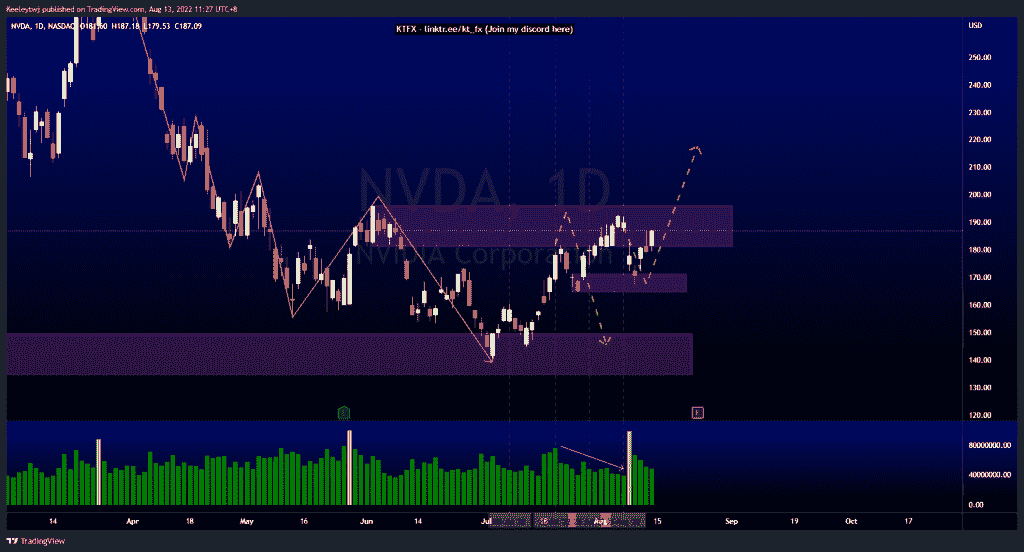 Keeleytwj published on TradingView.com, Aug 13, 2022 11:27 UTC+8
NVDA, 1D, NASDAQ O181.60 H187.18 L179.53 C187.09
KTFX - linktr.ee/kt_fx (Join my discord here)
USD
250.00
240.00
230.00
220.00
210.00
200.00
190.00
180.00
170.00
160.00
150.00
140.00
130.00
120.00
NVDA, 1D
NVIDIA Corporation
E
80000000.00
40000000.00
0.00
14
Apr
18
May
16
Jun
14
Jul
18
Aug
15
Sep
19
Oct
17
TradingView